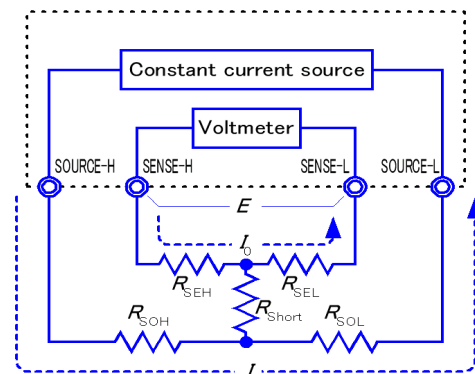 Constant current source
Voltmeter
SOURCE-H SENSE-H SENSE-L SOURCE-L
E
I0
RSEH RSEL
RShort
RSOH RSOL
I